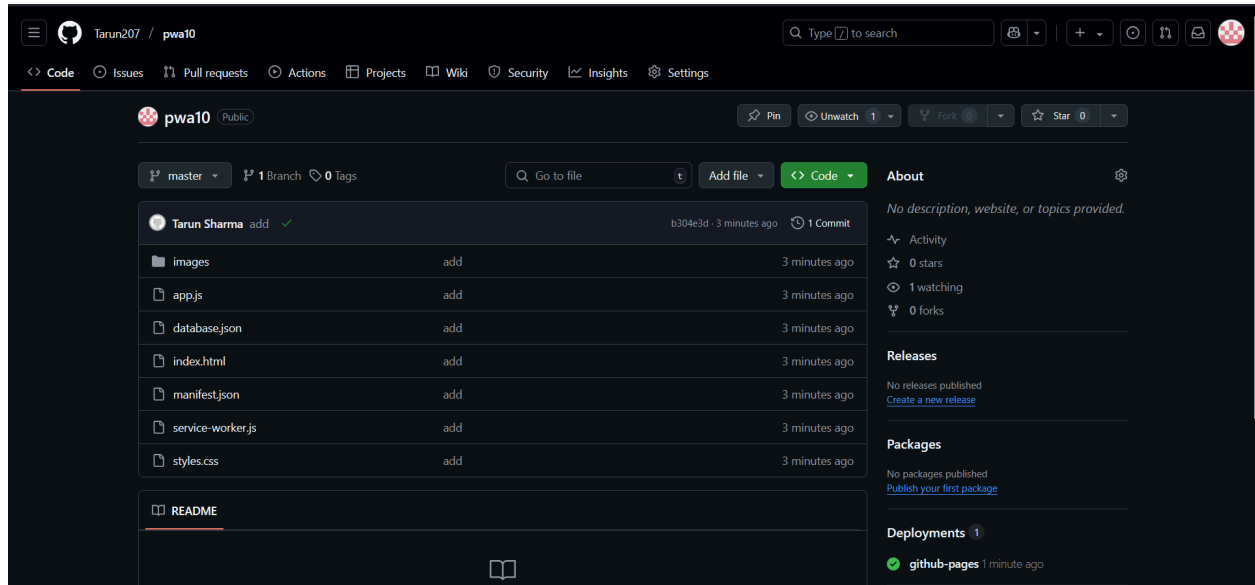 Tarun207 / pwa10
Type / to search
Code Issues Pull requests Actions Projects Wiki Security Insights Settings
pwa10 Public
Pin Unwatch 1 Fork 0 Star 0
master 1 Branch 0 Tags
Go to file t Add file Code
Tarun Sharma add b304e3d · 3 minutes ago 1 Commit
images add 3 minutes ago
app.js add 3 minutes ago
database.json add 3 minutes ago
index.html add 3 minutes ago
manifest.json add 3 minutes ago
service-worker.js add 3 minutes ago
styles.css add 3 minutes ago
README
About
No description, website, or topics provided.
Activity
0 stars
1 watching
0 forks
Releases
No releases published
Create a new release
Packages
No packages published
Publish your first package
Deployments 1
github-pages 1 minute ago